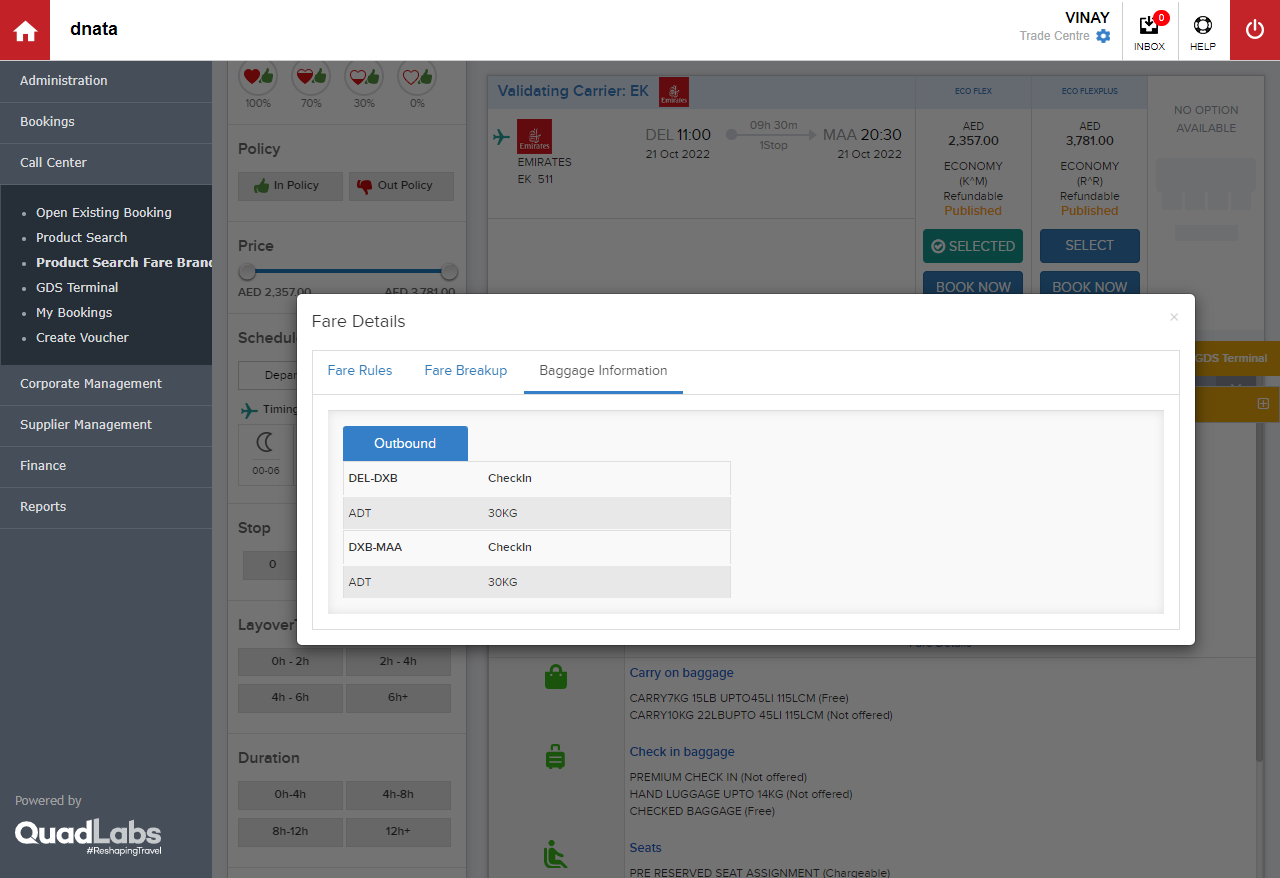 dnata
VINAY
Trade Centre
0
INBOX
HELP
Administration
Bookings
Call Center
Open Existing Booking
Product Search
Product Search Fare Brand
GDS Terminal
My Bookings
Create Voucher
Corporate Management
Supplier Management
Finance
Reports
Powered by
QuadLabs
#ReshapingTravel
100% 70% 30% 0%
Policy
In Policy Out Policy
Price
AED 2,357.00 AED 3,781.00
Schedul
Depar
Timing
00-06
Stop
0
Layover
0h - 2h 2h - 4h
4h - 6h 6h+
Duration
0h-4h 4h-8h
8h-12h 12h+
Validating Carrier: EK
Emirates
ECO FLEX ECO FLEXPLUS
NO OPTION
AVAILABLE
Emirates
EMIRATES
EK 511
DEL 11:00
21 Oct 2022
09h 30m
1Stop
MAA 20:30
21 Oct 2022
AED
2,357.00
ECONOMY
(K^M)
Refundable
Published
SELECTED
BOOK NOW
AED
3,781.00
ECONOMY
(R^R)
Refundable
Published
SELECT
BOOK NOW
GDS Terminal
Fare Details
×
Fare Rules Fare Breakup Baggage Information
Outbound
DEL-DXB CheckIn
ADT 30KG
DXB-MAA CheckIn
ADT 30KG
Fare Details
Carry on baggage
CARRY7KG 15LB UPTO45LI 115LCM (Free)
CARRY10KG 22LBUPTO 45LI 115LCM (Not offered)
Check in baggage
PREMIUM CHECK IN (Not offered)
HAND LUGGAGE UPTO 14KG (Not offered)
CHECKED BAGGAGE (Free)
Seats
PRE RESERVED SEAT ASSIGNMENT (Chargeable)